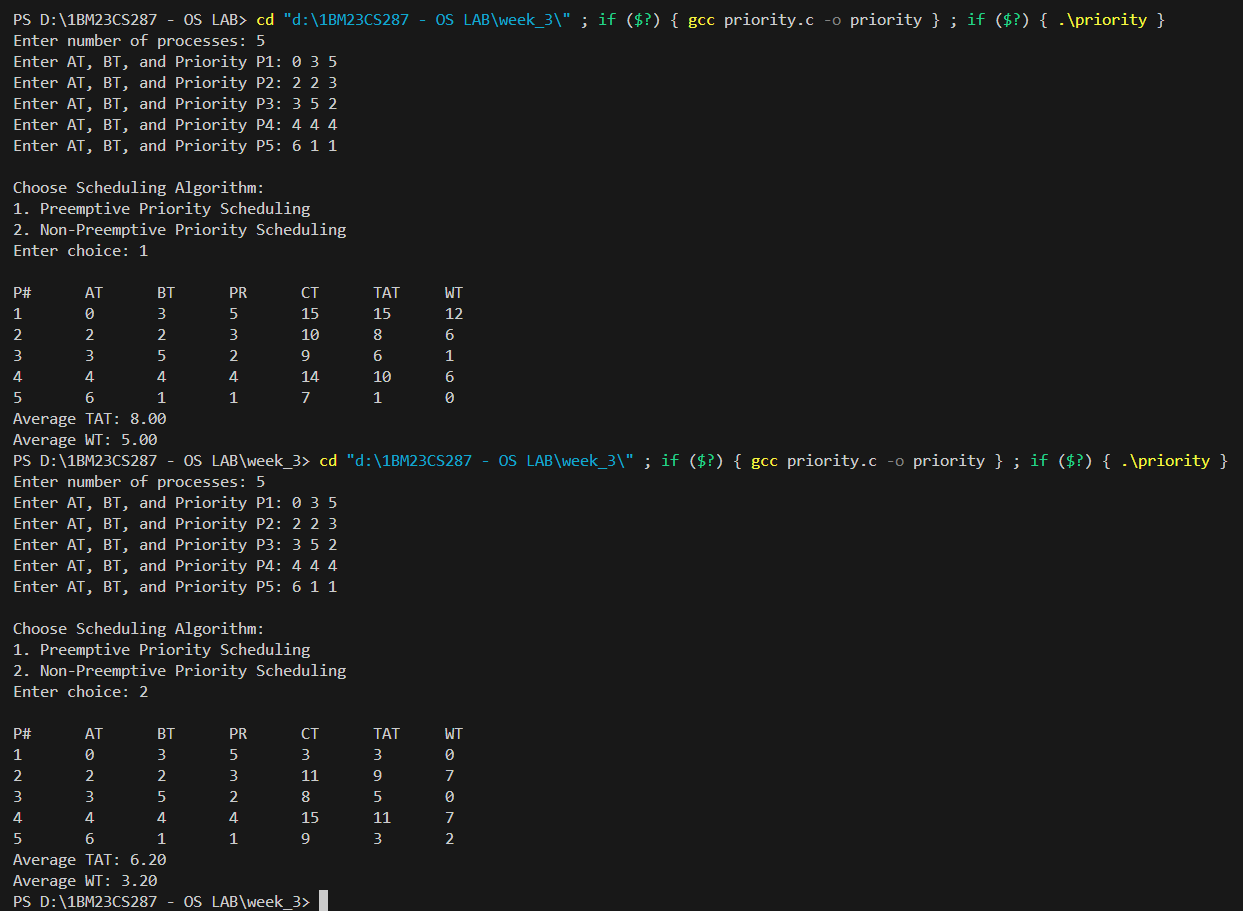 PS D:\1BM23CS287 - OS LAB> cd "d:\1BM23CS287 - OS LAB\week_3\" ; if ($?) { gcc priority.c -o priority } ; if ($?) { .\priority }
Enter number of processes: 5
Enter AT, BT, and Priority P1: 0 3 5
Enter AT, BT, and Priority P2: 2 2 3
Enter AT, BT, and Priority P3: 3 5 2
Enter AT, BT, and Priority P4: 4 4 4
Enter AT, BT, and Priority P5: 6 1 1
Choose Scheduling Algorithm:
1. Preemptive Priority Scheduling
2. Non-Preemptive Priority Scheduling
Enter choice: 1
P# AT BT PR CT TAT WT
1 0 3 5 15 15 12
2 2 2 3 10 8 6
3 3 5 2 9 6 1
4 4 4 4 14 10 6
5 6 1 1 7 1 0
Average TAT: 8.00
Average WT: 5.00
PS D:\1BM23CS287 - OS LAB\week_3> cd "d:\1BM23CS287 - OS LAB\week_3\" ; if ($?) { gcc priority.c -o priority } ; if ($?) { .\priority }
Enter number of processes: 5
Enter AT, BT, and Priority P1: 0 3 5
Enter AT, BT, and Priority P2: 2 2 3
Enter AT, BT, and Priority P3: 3 5 2
Enter AT, BT, and Priority P4: 4 4 4
Enter AT, BT, and Priority P5: 6 1 1
Choose Scheduling Algorithm:
1. Preemptive Priority Scheduling
2. Non-Preemptive Priority Scheduling
Enter choice: 2
P# AT BT PR CT TAT WT
1 0 3 5 3 3 0
2 2 2 3 11 9 7
3 3 5 2 8 5 0
4 4 4 4 15 11 7
5 6 1 1 9 3 2
Average TAT: 6.20
Average WT: 3.20
PS D:\1BM23CS287 - OS LAB\week_3>